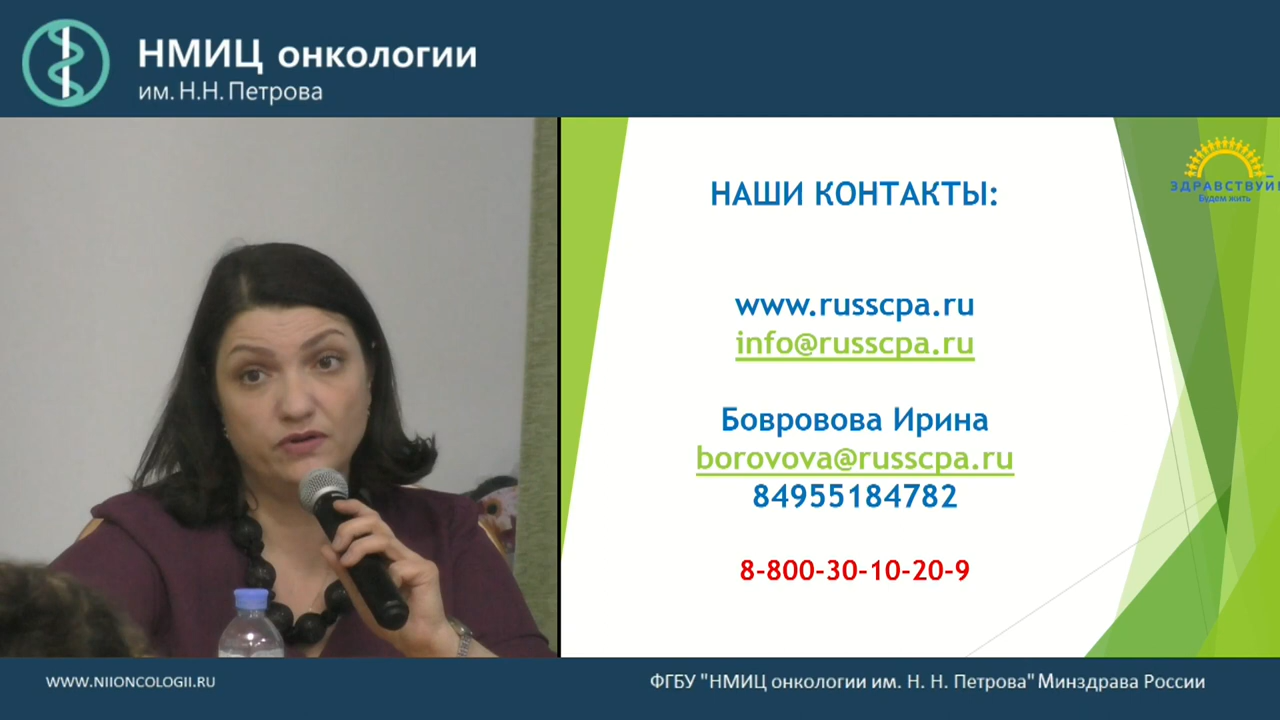 НМИЦ онкологии
им. Н.Н. Петрова
НАШИ КОНТАКТЫ:
www.russcpa.ru
info@russcpa.ru
Бовровова Ирина
borovova@russcpa.ru
84955184782
8-800-30-10-20-9
ЗДРАВСТВУЙ!
Будем жить
WWW.NIIONCOLOGII.RU
ФГБУ "НМИЦ онкологии им. Н. Н. Петрова" Минздрава России